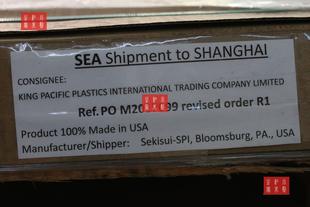 SEA Shipment to SHANGHAI
CONSIGNEE:
KING PACIFIC PLASTICS INTERNATIONAL TRADING COMPANY LIMITED
Ref.PO revised order R1
Product 100% Made in USA
Manufacturer/Shipper: Sekisui-SPI, Bloomsburg, PA., USA